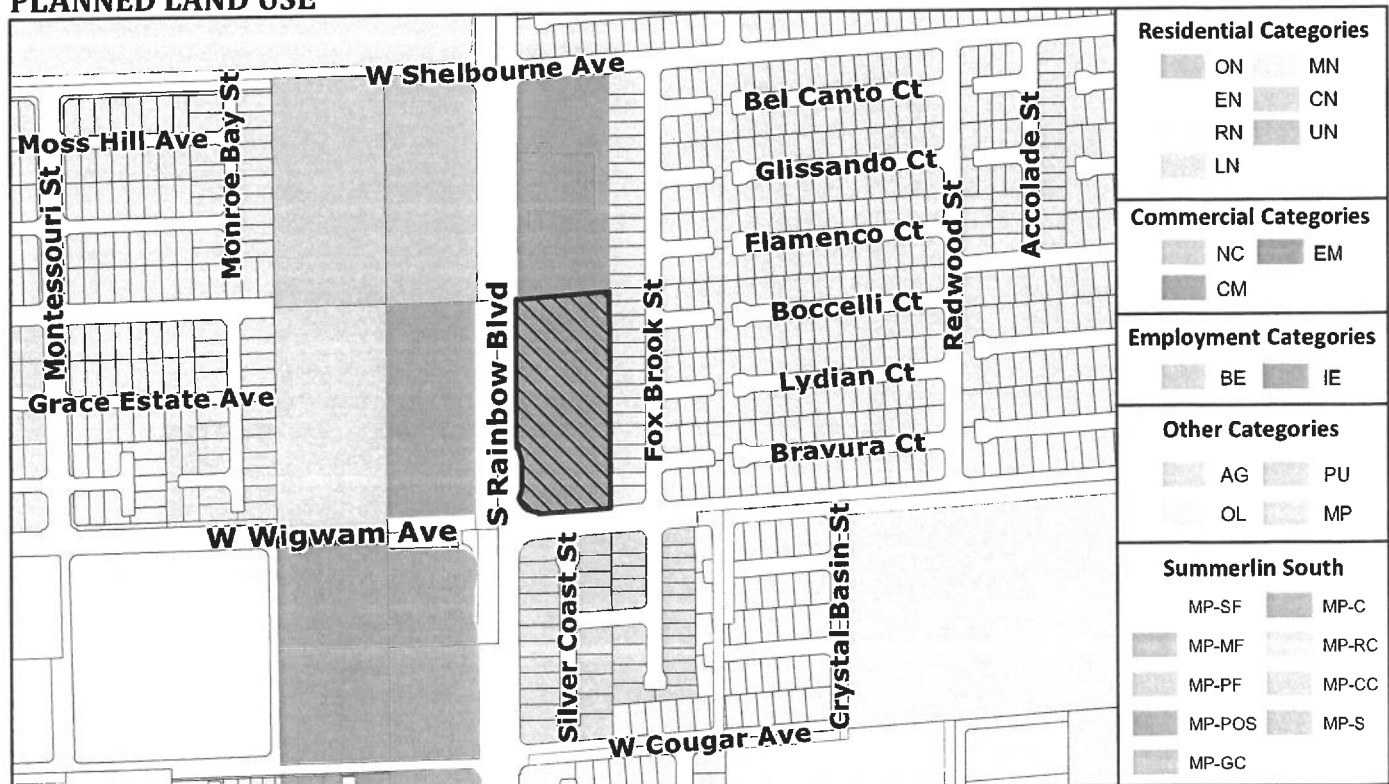 PLANNED LAND USE
W Shelbourne Ave
Moss Hill Ave
Monroe Bay St
Montessouri St
Grace Estate Ave
W Wigwam Ave
S Rainbow Blvd
Fox Brook St
Bel Canto Ct
Glissando Ct
Flamenco Ct
Boccelli Ct
Lydian Ct
Bravura Ct
Redwood St
Accolade St
Silver Coast St
Crystal Basin St
W Cougar Ave
Residential Categories
ON MN
EN CN
RN UN
LN
Commercial Categories
NC EM
CM
Employment Categories
BE IE
Other Categories
AG PU
OL MP
Summerlin South
MP-SF MP-C
MP-MF MP-RC
MP-PF MP-CC
MP-POS MP-S
MP-GC